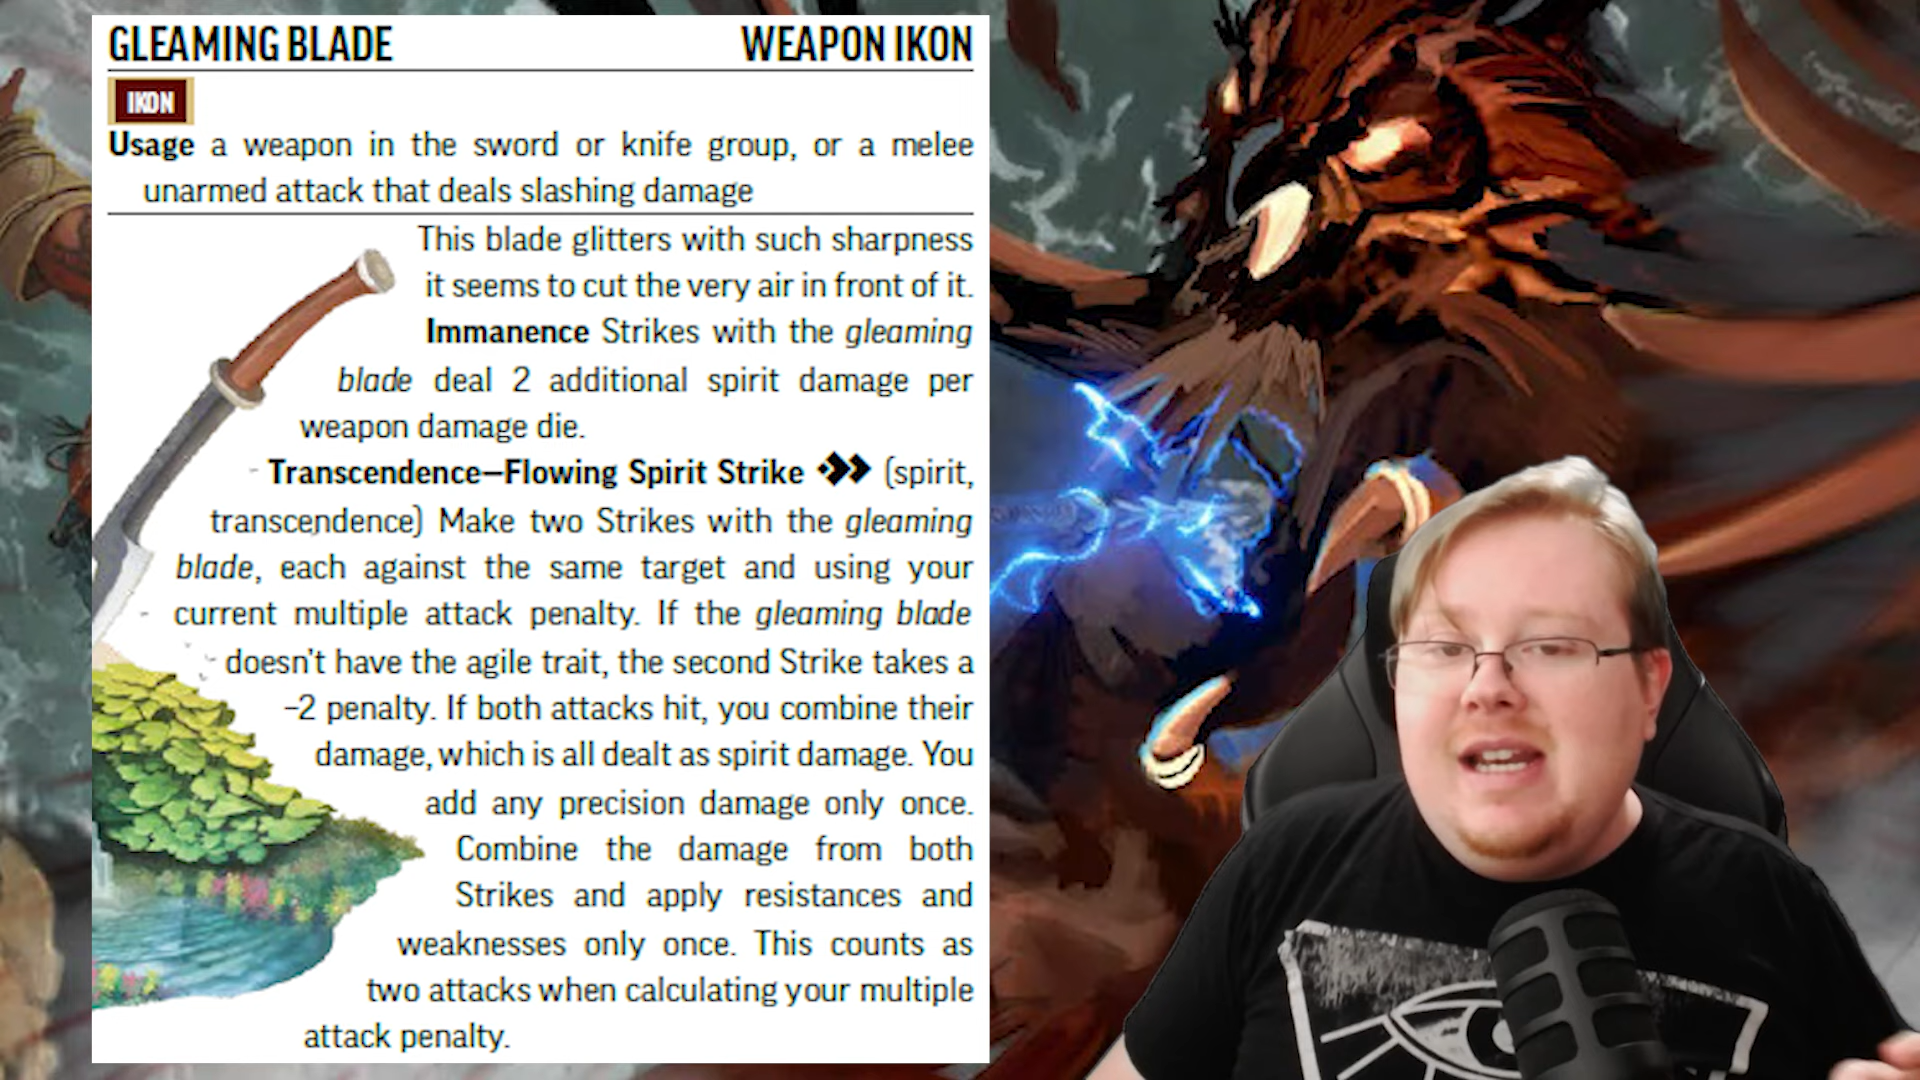 GLEAMING BLADE WEAPON IKON
IKON
Usage a weapon in the sword or knife group, or a melee
unarmed attack that deals slashing damage
This blade glitters with such sharpness
it seems to cut the very air in front of it.
Immanence Strikes with the gleaming
blade deal 2 additional spirit damage per
weapon damage die.
Transcendence—Flowing Spirit Strike (spirit,
transcendence) Make two Strikes with the gleaming
blade, each against the same target and using your
current multiple attack penalty. If the gleaming blade
doesn't have the agile trait, the second Strike takes a
–2 penalty. If both attacks hit, you combine their
damage, which is all dealt as spirit damage. You
add any precision damage only once.
Combine the damage from both
Strikes and apply resistances and
weaknesses only once. This counts as
two attacks when calculating your multiple
attack penalty.